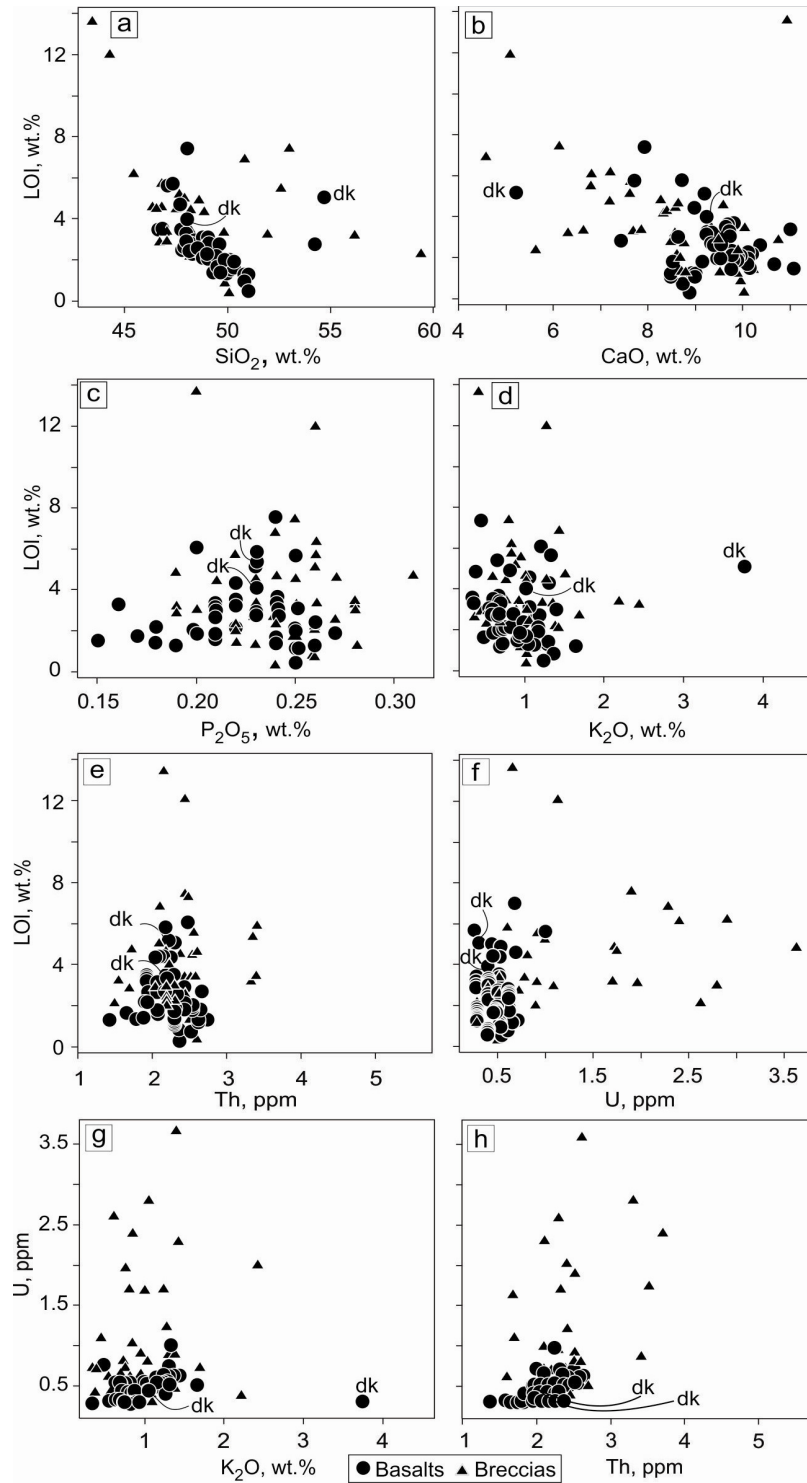 a
b
LOI, wt.%
12
8
4
0
dk
dk
dk
dk
45 50 55 60
4 6 8 10
SiO2, wt.%
CaO, wt.%
c
d
LOI, wt.%
12
8
4
0
dk
dk
dk
dk
0.15 0.20 0.25 0.30
1 2 3 4
P2O5, wt.%
K2O, wt.%
e
f
LOI, wt.%
12
8
4
0
dk
dk
dk
dk
1 2 3 4 5
0.5 1 1.5 2 2.5 3 3.5
Th, ppm
U, ppm
g
h
U, ppm
3.5
2.5
1.5
0.5
dk
dk
dk
dk
1 2 3 4
1 2 3 4 5
K2O, wt.%
Basalts Breccias
Th, ppm